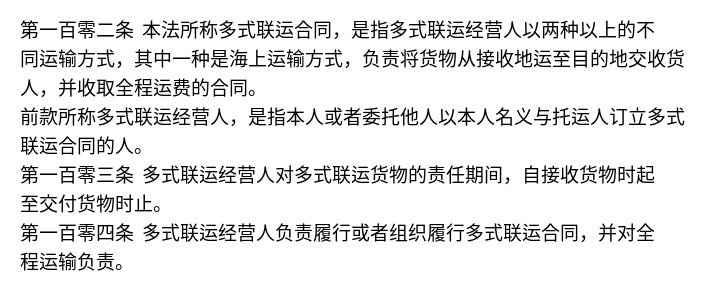 第一百零二条 本法所称多式联运合同，是指多式联运经营人以两种以上的不
同运输方式，其中一种是海上运输方式，负责将货物从接收地运至目的地交收货
人，并收取全程运费的合同。
前款所称多式联运经营人，是指本人或者委托他人以本人名义与托运人订立多式
联运合同的人。
第一百零三条 多式联运经营人对多式联运货物的责任期间，自接收货物时起
至交付货物时止。
第一百零四条 多式联运经营人负责履行或者组织履行多式联运合同，并对全
程运输负责。